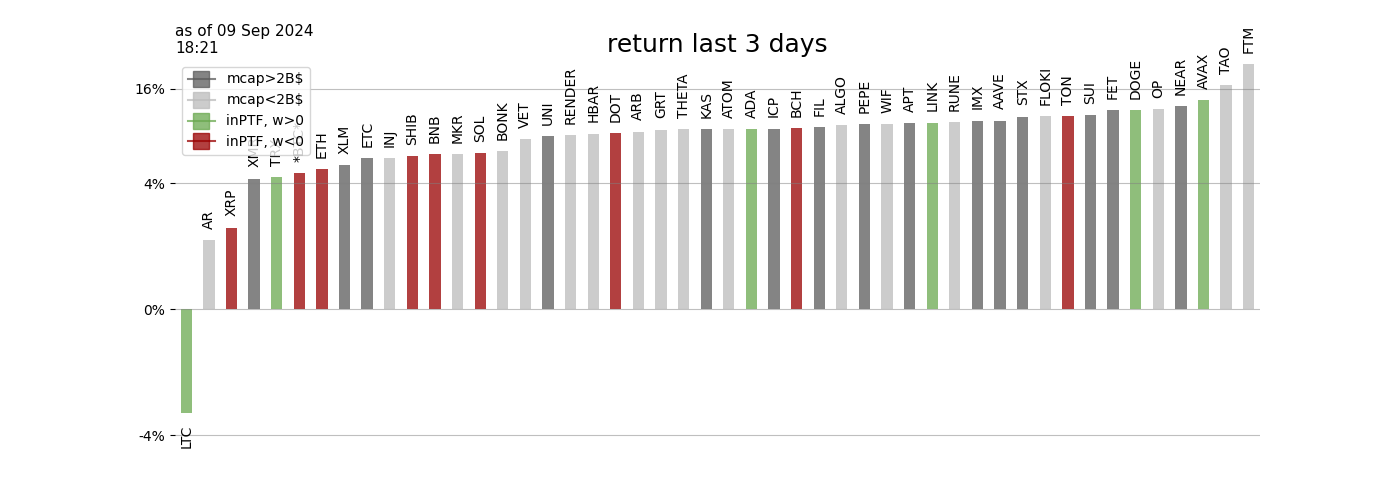 as of 09 Sep 2024
18:21
return last 3 days
mcap>2B$
mcap<2B$
inPTF, w>0
inPTF, w<0
16%
4%
0%
-4%
LTC
AR
XRP
ETH
XLM
ETC
INJ
SHIB
BNB
MKR
SOL
BONK
VET
UNI
RENDER
HBAR
DOT
ARB
GRT
THETA
KAS
ATOM
ADA
ICP
BCH
FIL
ALGO
PEPE
WIF
APT
LINK
RUNE
IMX
AAVE
STX
FLOKI
TON
SUI
FET
DOGE
OP
NEAR
AVAX
TAO
FTM